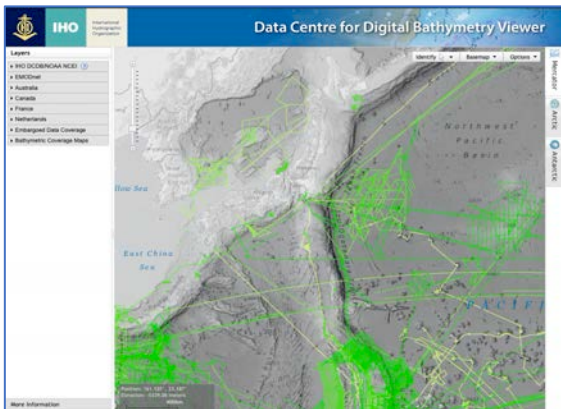 IHO
International
Hydrographic
Organization
Data Centre for Digital Bathymetry Viewer
Layers
IHO DCDB/NOAA NCEI
EMODnet
Australia
Canada
France
Netherlands
Embargoed Data Coverage
Bathymetric Coverage Maps
Identify
Basemap
Options
Mercator
Arctic
Antarctic
Northwest
Pacific
Basin
llow Sea
East China
Sea
PACIFI
400km
More Information